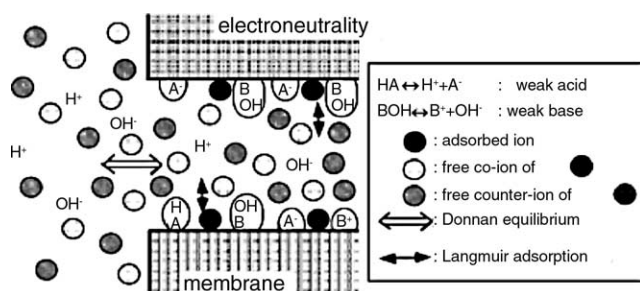 electroneutrality
A- B OH A- B OH
H+
OH-
H+
H+
OH-
OH-
H A OH B A- B+
membrane
HA↔H++A- : weak acid
BOH↔B++OH- : weak base
: adsorbed ion
: free co-ion of
: free counter-ion of
: Donnan equilibrium
: Langmuir adsorption